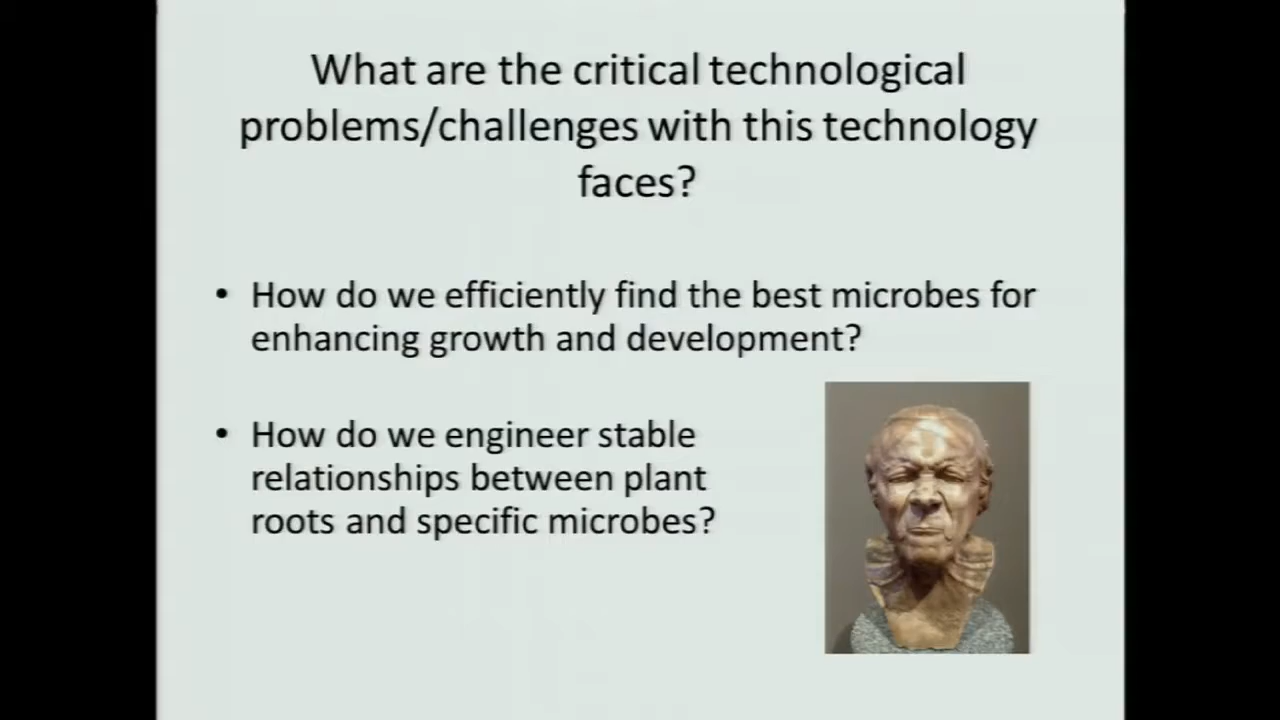 What are the critical technological
problems/challenges with this technology
faces?
• How do we efficiently find the best microbes for
enhancing growth and development?
• How do we engineer stable
relationships between plant
roots and specific microbes?